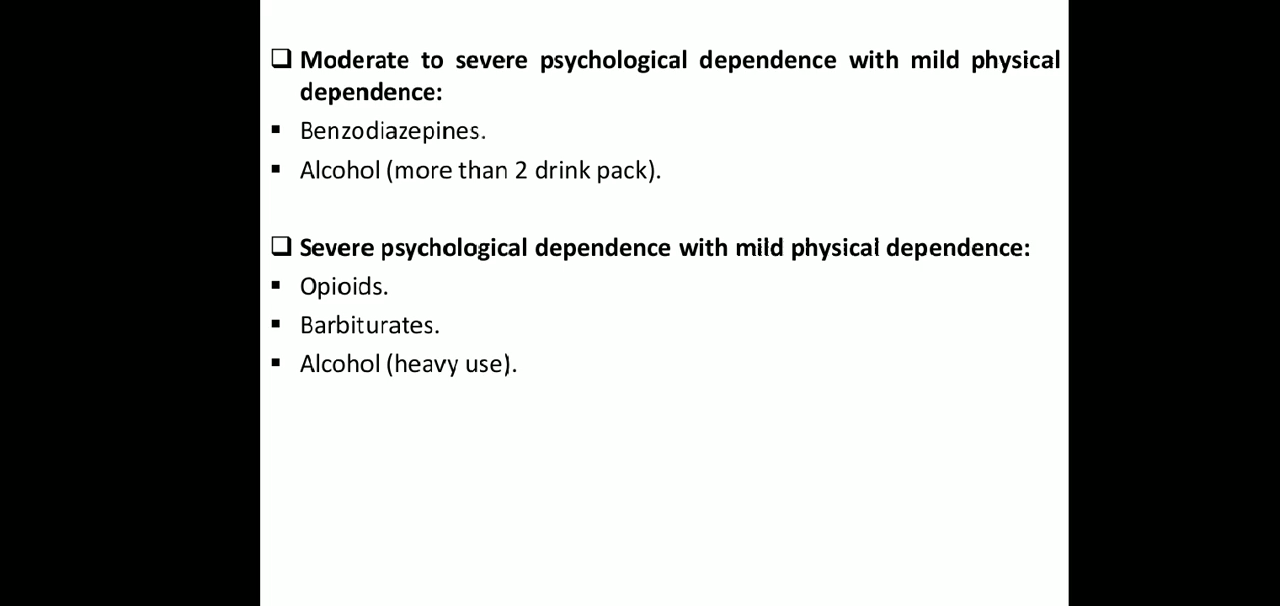 ❑ Moderate to severe psychological dependence with mild physical
dependence:
▪ Benzodiazepines.
▪ Alcohol (more than 2 drink pack).
❑ Severe psychological dependence with mild physical dependence:
▪ Opioids.
▪ Barbiturates.
▪ Alcohol (heavy use).